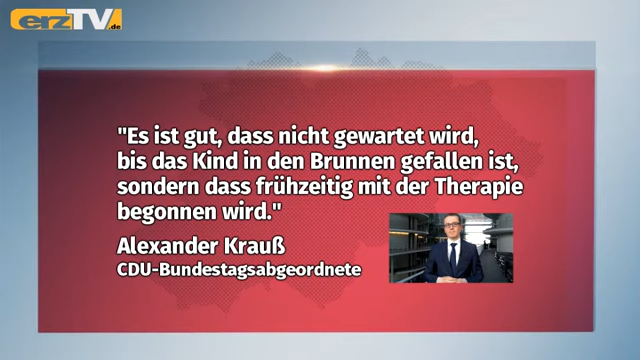 erzTV.de
"Es ist gut, dass nicht gewartet wird,
bis das Kind in den Brunnen gefallen ist,
sondern dass frühzeitig mit der Therapie
begonnen wird."
Alexander Krauß
CDU-Bundestagsabgeordnete